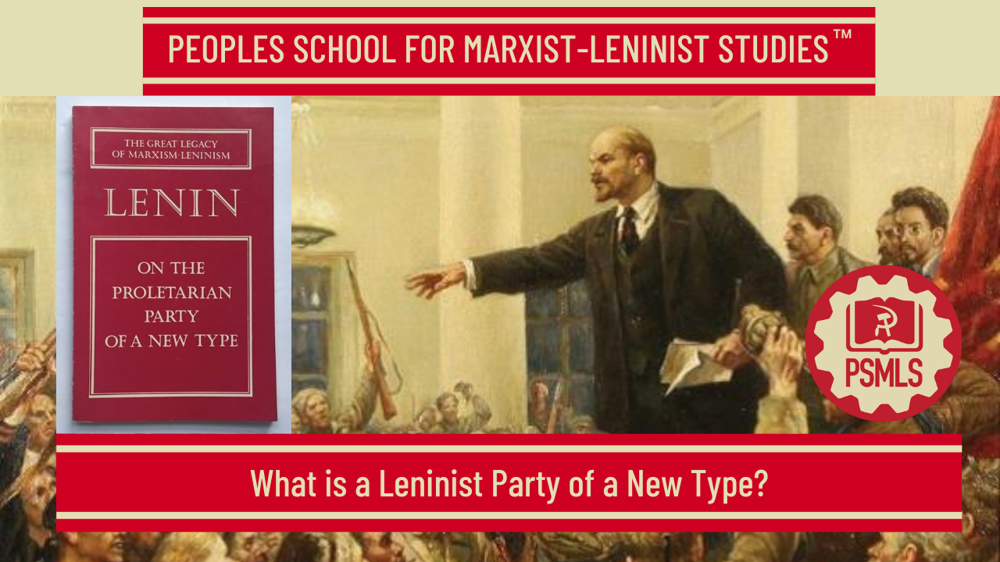 PEOPLES SCHOOL FOR MARXIST-LENINIST STUDIES™
THE GREAT LEGACY
OF MARXISM-LENINISM
LENIN
ON THE
PROLETARIAN
PARTY
OF A NEW TYPE
PSMLS
What is a Leninist Party of a New Type?